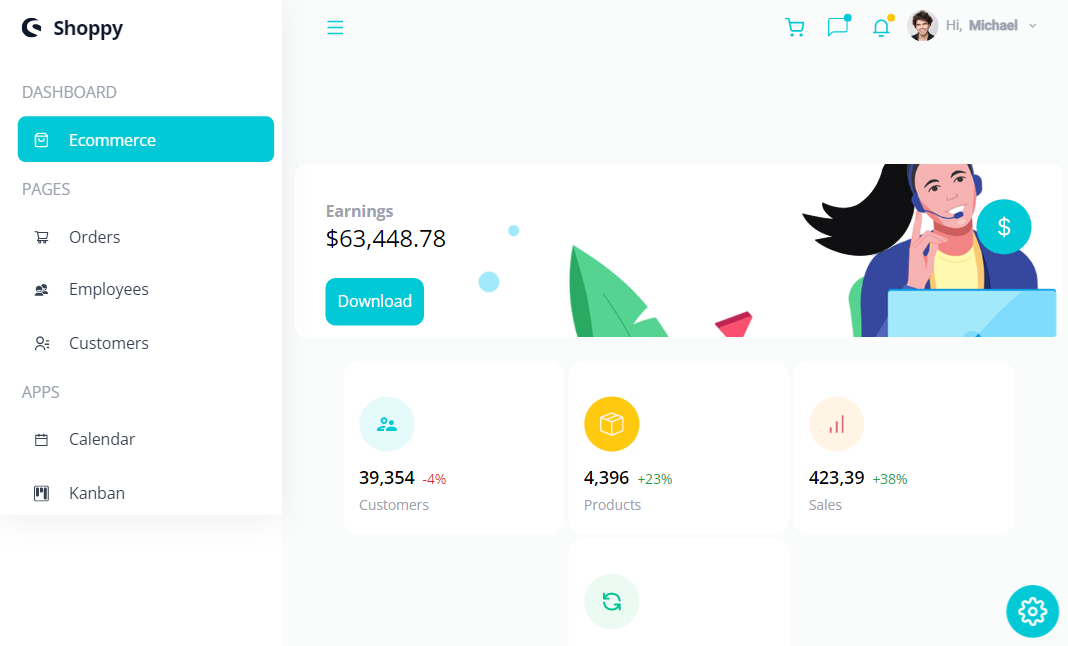 Shoppy
Hi, Michael
DASHBOARD
Ecommerce
PAGES
Orders
Employees
Customers
APPS
Calendar
Kanban
Earnings
$63,448.78
Download
$
39,354 -4%
Customers
4,396 +23%
Products
423,39 +38%
Sales